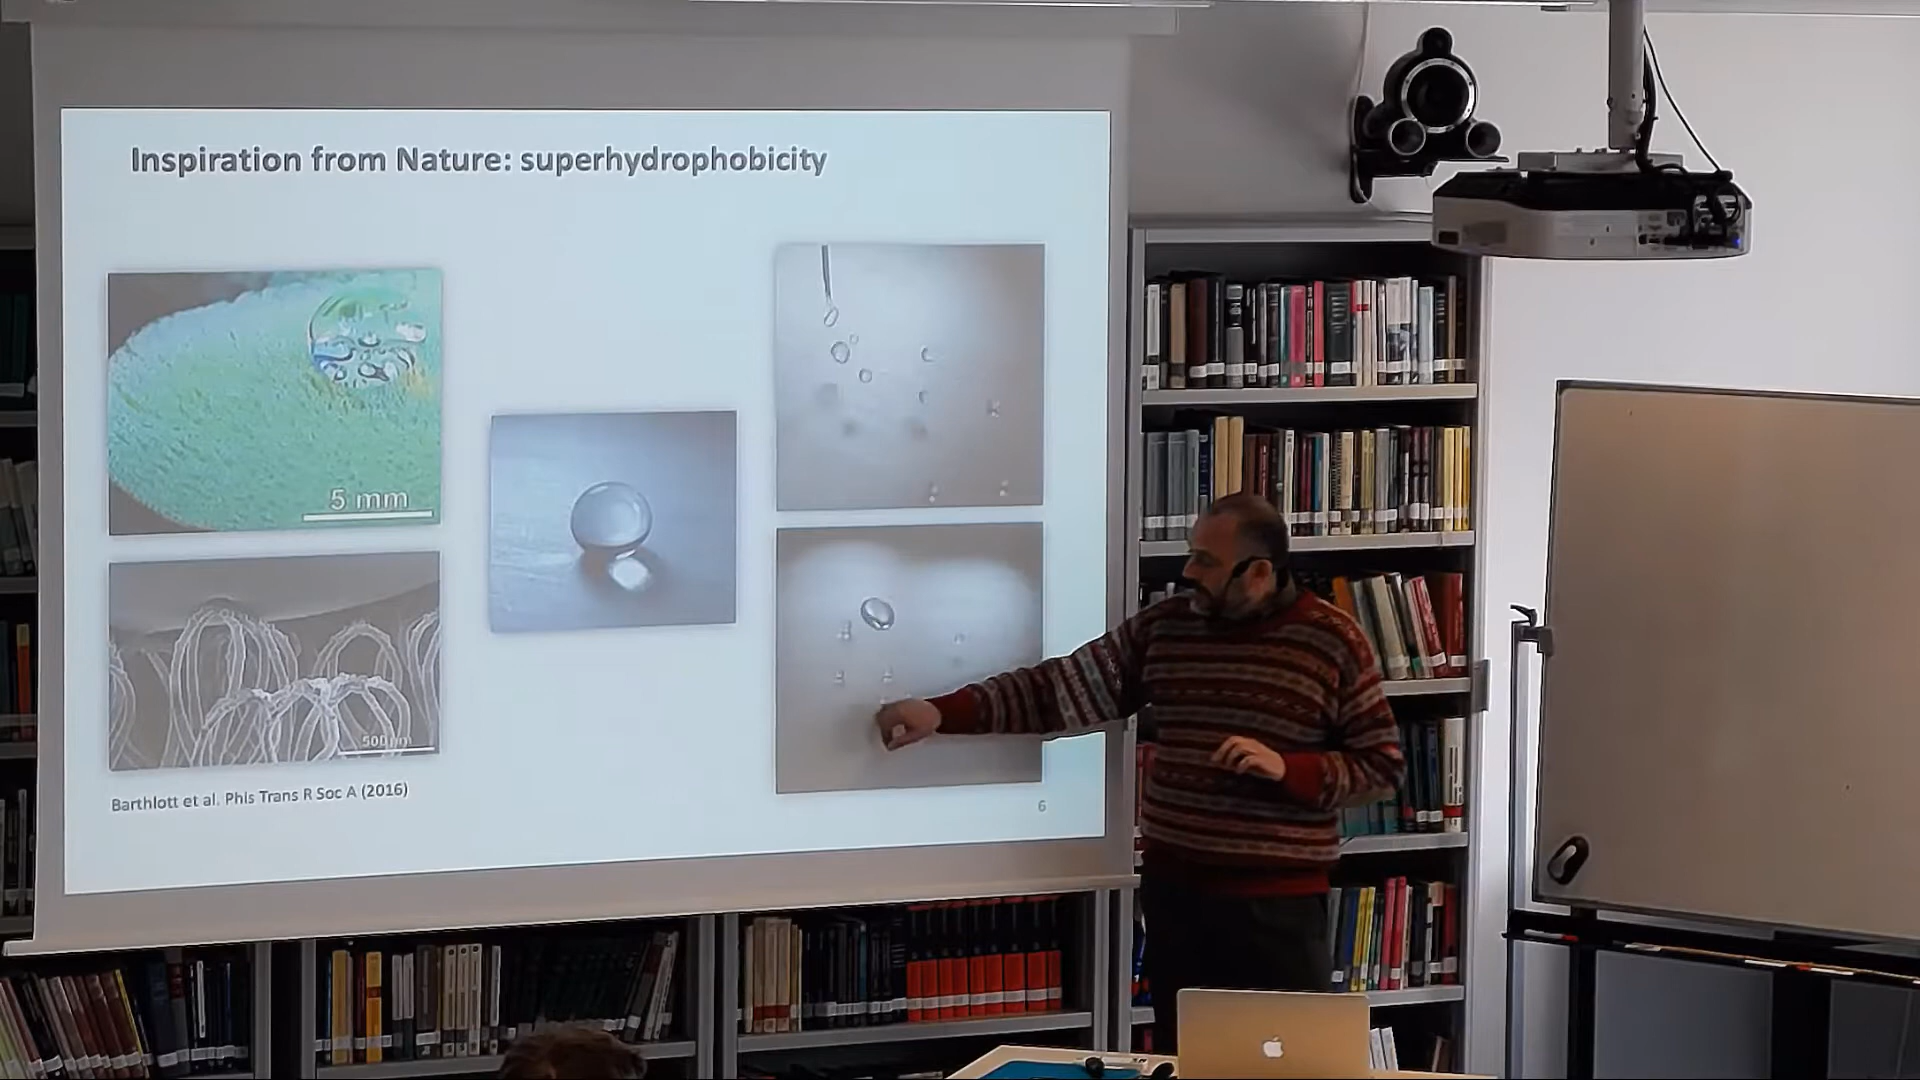 Inspiration from Nature: superhydrophobicity
5 mm
Barthlott et al. Phis Trans R Soc A (2016)
6